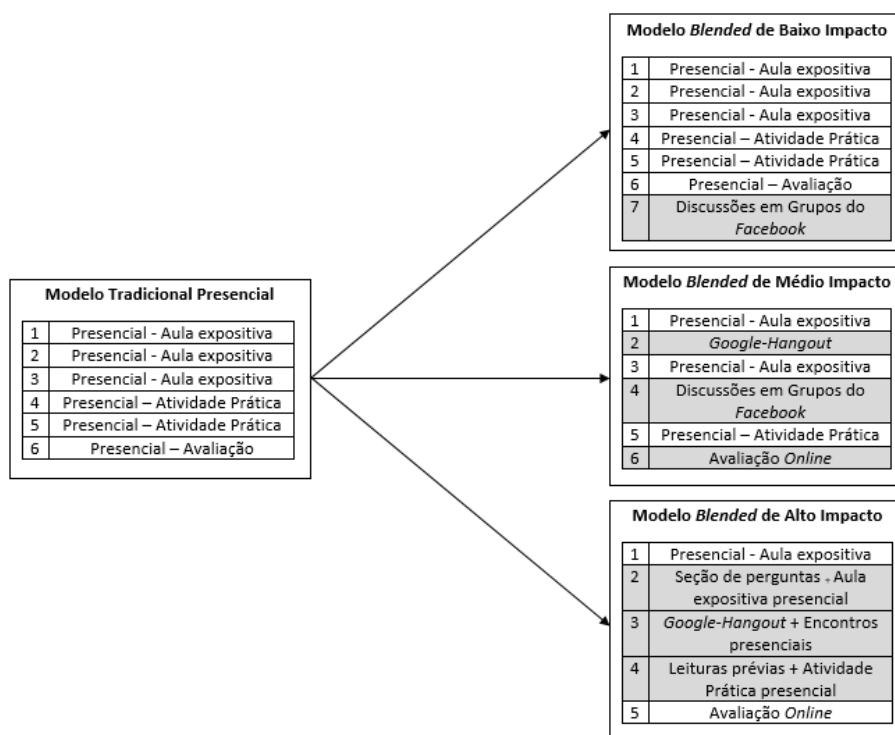 Modelo Blended de Baixo Impacto
1 Presencial - Aula expositiva
2 Presencial - Aula expositiva
3 Presencial - Aula expositiva
4 Presencial – Atividade Prática
5 Presencial – Atividade Prática
6 Presencial – Avaliação
7 Discussões em Grupos do
Facebook
Modelo Tradicional Presencial
1 Presencial - Aula expositiva
2 Presencial - Aula expositiva
3 Presencial - Aula expositiva
4 Presencial – Atividade Prática
5 Presencial – Atividade Prática
6 Presencial – Avaliação
Modelo Blended de Médio Impacto
1 Presencial - Aula expositiva
2 Google-Hangout
3 Presencial - Aula expositiva
4 Discussões em Grupos do
Facebook
5 Presencial – Atividade Prática
6 Avaliação Online
Modelo Blended de Alto Impacto
1 Presencial - Aula expositiva
2 Seção de perguntas + Aula
expositiva presencial
3 Google-Hangout + Encontros
presenciais
4 Leituras prévias + Atividade
Prática presencial
5 Avaliação Online